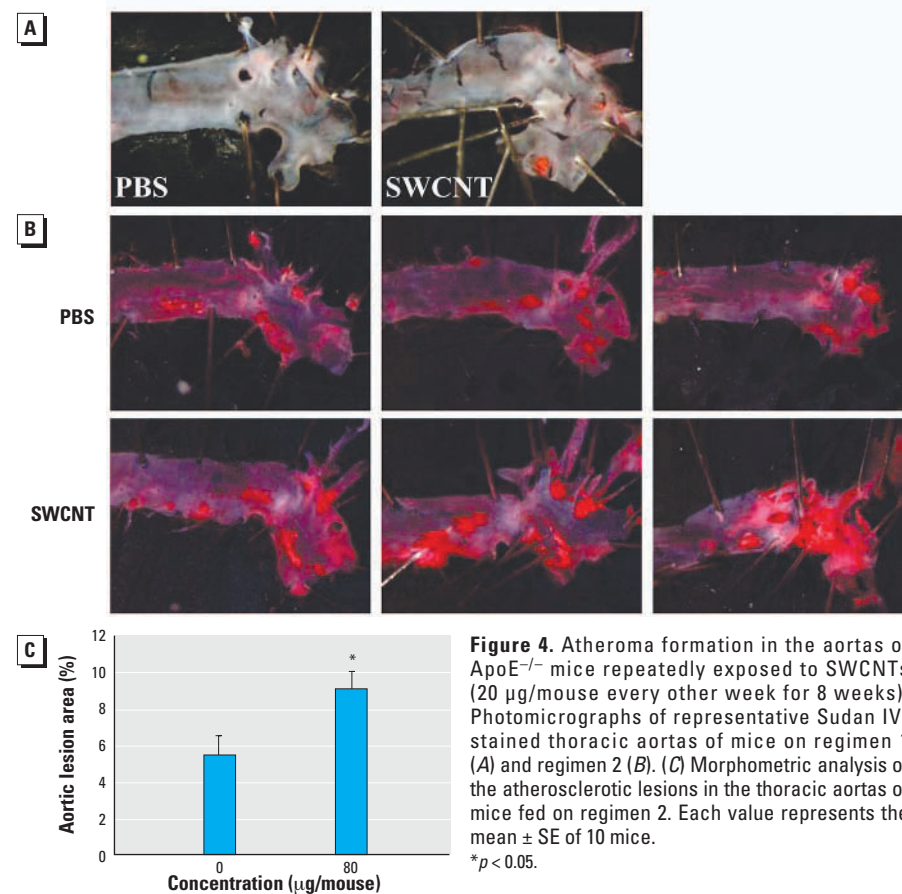 A
PBS
SWCNT
B
PBS
SWCNT
C
12
10
8
6
4
2
0
*
Aortic lesion area (%)
0
80
Concentration (µg/mouse)
Figure 4. Atheroma formation in the aortas o
ApoE−/− mice repeatedly exposed to SWCNTs
(20 µg/mouse every other week for 8 weeks)
Photomicrographs of representative Sudan IV
stained thoracic aortas of mice on regimen 1
(A) and regimen 2 (B). (C) Morphometric analysis o
the atherosclerotic lesions in the thoracic aortas o
mice fed on regimen 2. Each value represents the
mean ± SE of 10 mice.
*p < 0.05.